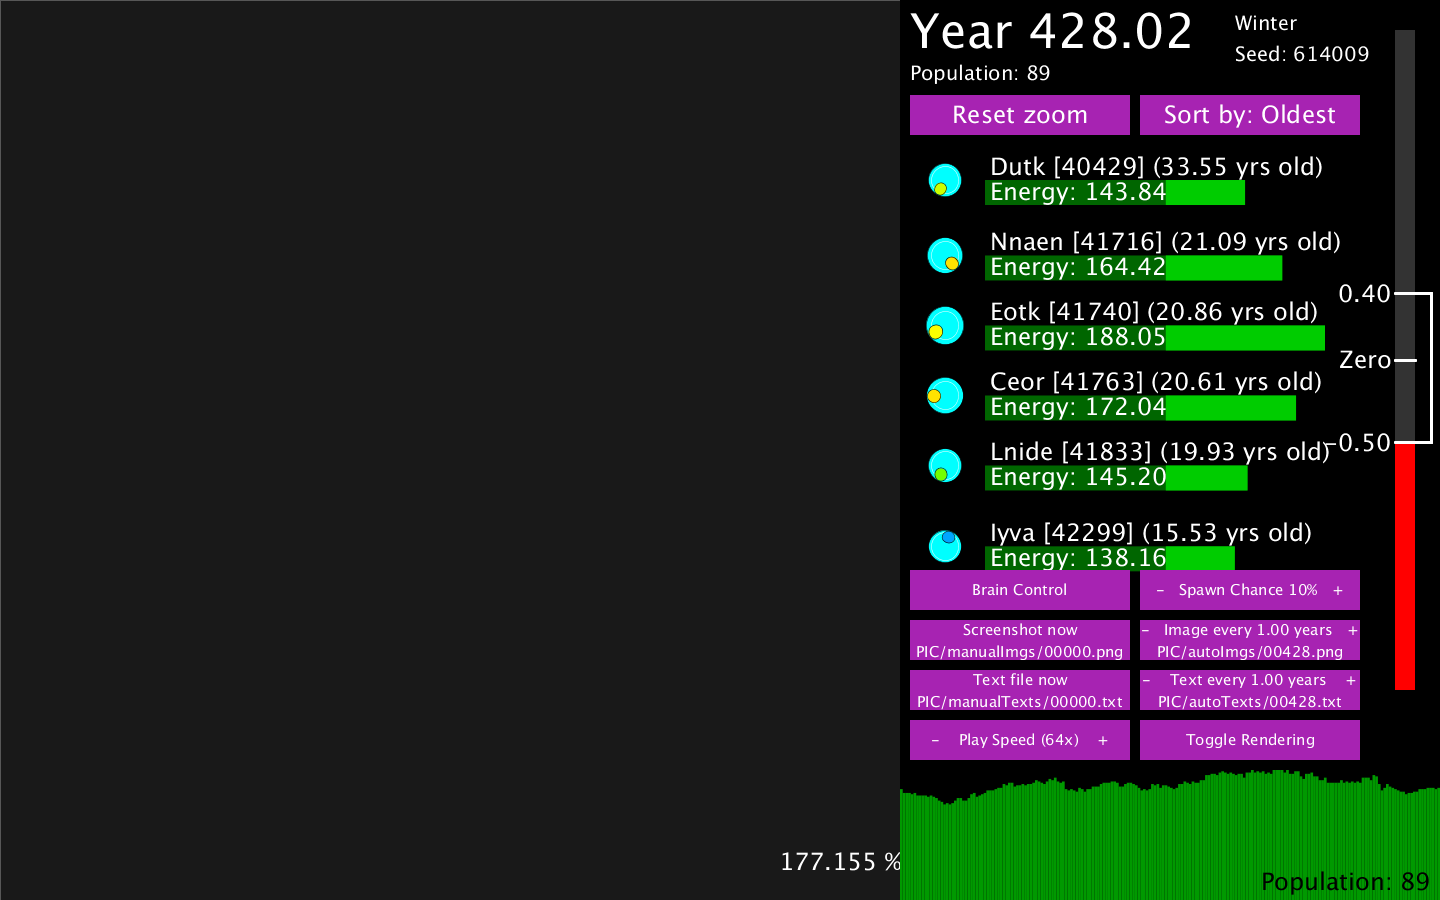 Year 428.02
Winter
Seed: 614009
Population: 89
Reset zoom
Sort by: Oldest
Dutk [40429] (33.55 yrs old)
Energy: 143.84
Nnaen [41716] (21.09 yrs old)
Energy: 164.42
Eotk [41740] (20.86 yrs old)
Energy: 188.05
Ceor [41763] (20.61 yrs old)
Energy: 172.04
Lnide [41833] (19.93 yrs old)
Energy: 145.20
Iyva [42299] (15.53 yrs old)
Energy: 138.16
0.40
Zero
-0.50
Brain Control
- Spawn Chance 10% +
Screenshot now
PIC/manualImgs/00000.png
- Image every 1.00 years +
PIC/autoImgs/00428.png
Text file now
PIC/manualTexts/00000.txt
- Text every 1.00 years +
PIC/autoTexts/00428.txt
- Play Speed (64x) +
Toggle Rendering
177.155 %
Population: 89